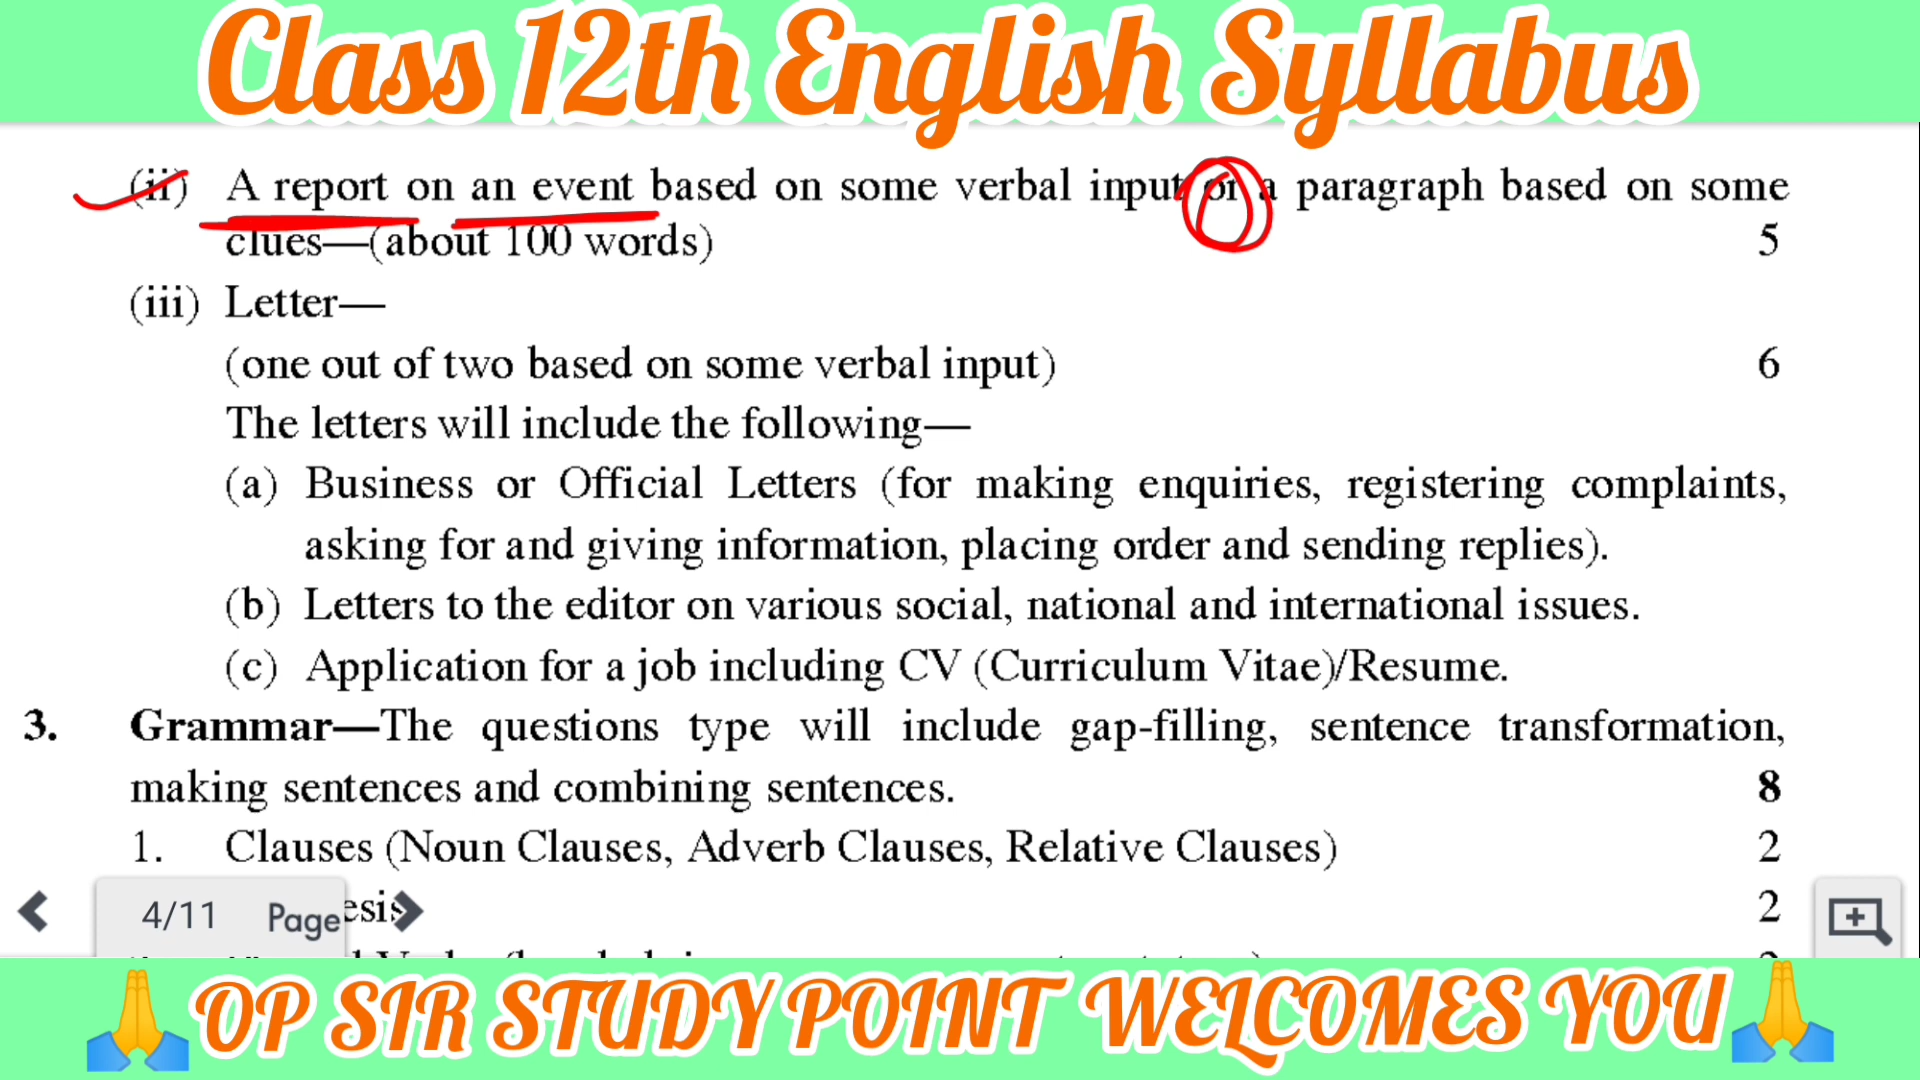 Class 12th English Syllabus
(ii) A report on an event based on some verbal input or a paragraph based on some
clues—(about 100 words) 5
(iii) Letter—
(one out of two based on some verbal input) 6
The letters will include the following—
(a) Business or Official Letters (for making enquiries, registering complaints,
asking for and giving information, placing order and sending replies).
(b) Letters to the editor on various social, national and international issues.
(c) Application for a job including CV (Curriculum Vitae)/Resume.
3. Grammar—The questions type will include gap-filling, sentence transformation,
making sentences and combining sentences. 8
1. Clauses (Noun Clauses, Adverb Clauses, Relative Clauses) 2
4/11 Page 2
OP SIR STUDY POINT WELCOMES YOU